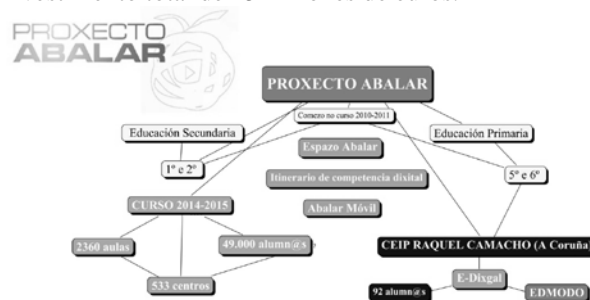 PROXECTO
ABALAR
PROXECTO ABALAR
Comezo no curso 2010-2011
Educación Secundaria
Educación Primaria
Espazo Abalar
1º e 2º
5º e 6º
Itinerario de competencia dixital
CURSO 2014-2015
Abalar Móvil
2360 aulas
49.000 alumn@s
CEIP RAQUEL CAMACHO (A Coruña)
533 centros
E-Dixgal
92 alumn@s
EDMODO